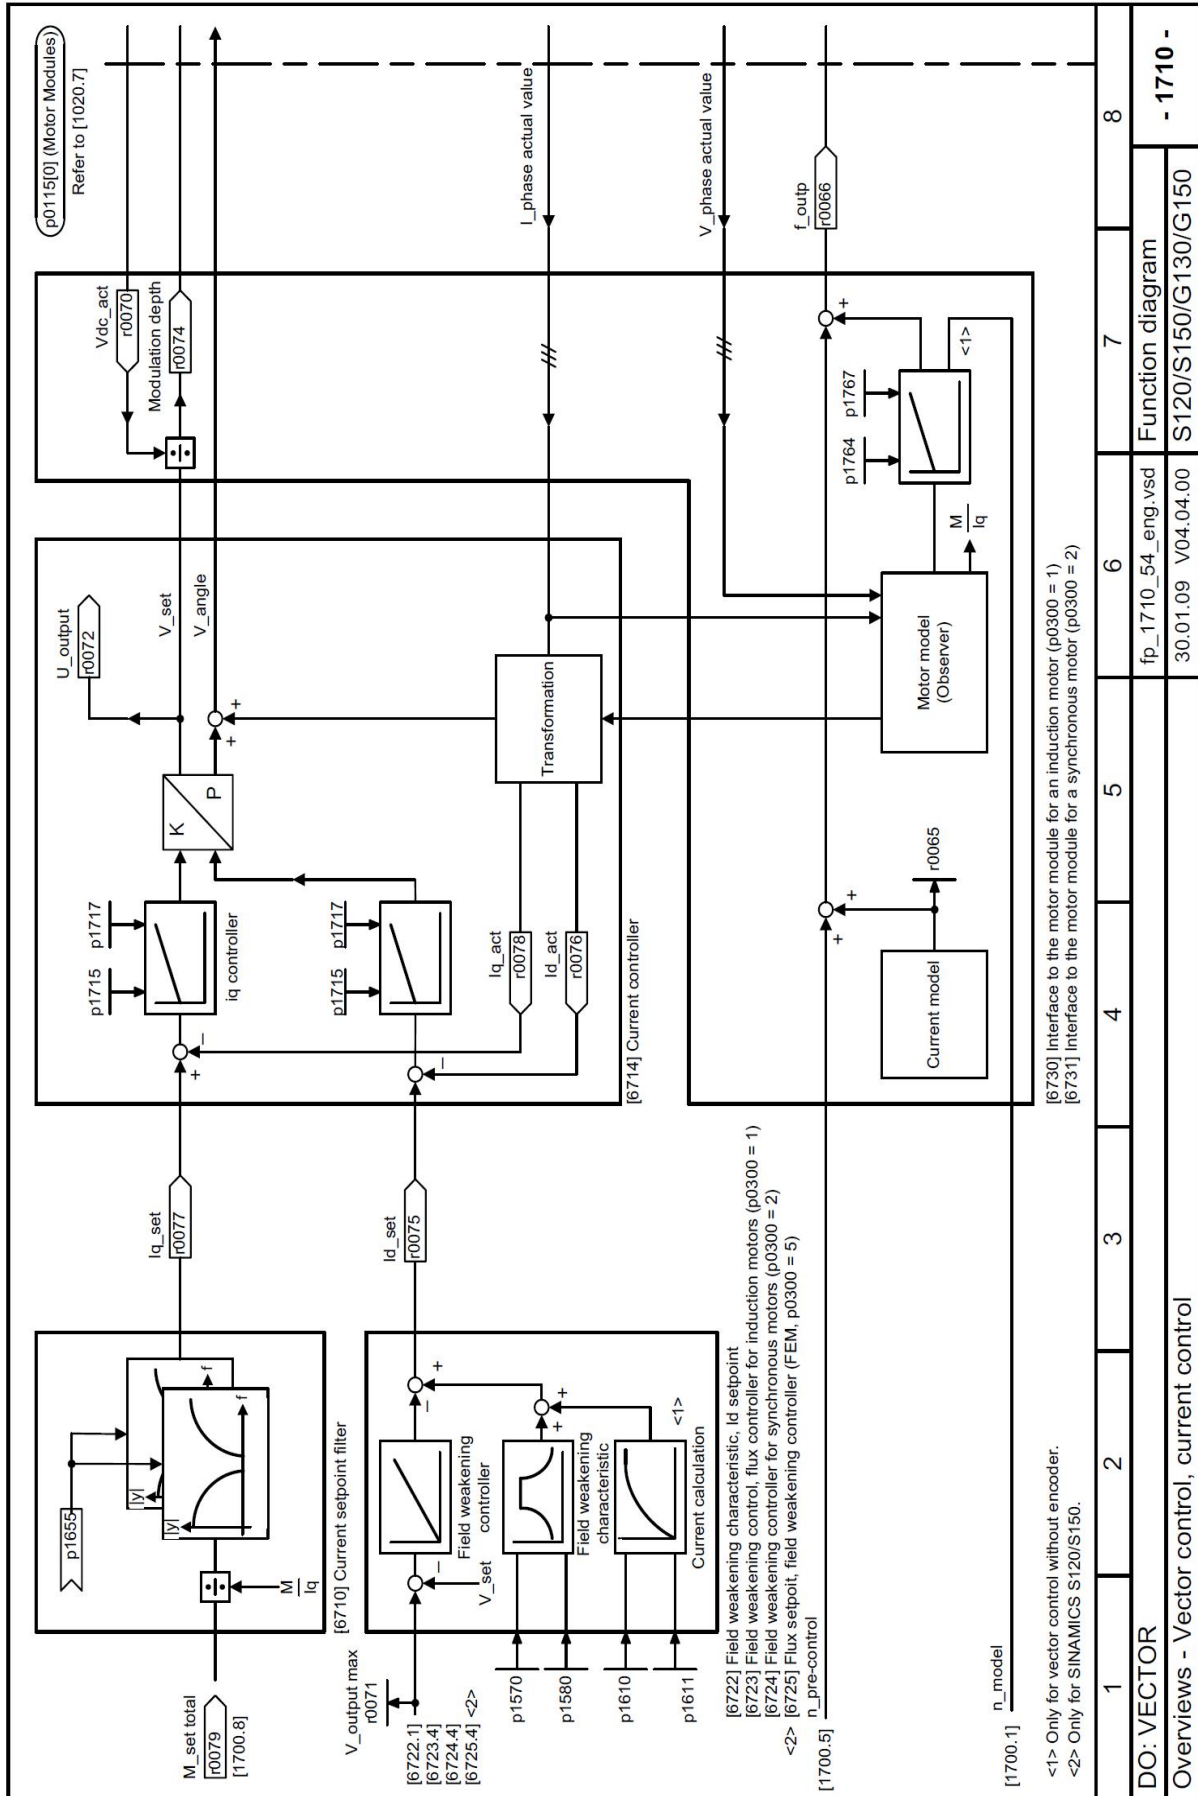 p0115[0] (Motor Modules)
Refer to [1020.7]
Vdc_act
r0070
Modulation depth
r0074
U_output
r0072
V_set
V_angle
p1655
|y|
f
|y|
f
M
Iq
[6710] Current setpoint filter
M_set total
r0079
[1700.8]
Iq_set
r0077
p1715
p1717
iq controller
+
–
K
P
+
+
I_phase actual value
V_phase actual value
V_output max
r0071
[6722.1]
[6723.4]
[6724.4]
[6725.4] <2>
–
V_set
Field weakening
controller
–
+
Id_set
r0075
–
p1715
p1717
Iq_act
r0078
Id_act
r0076
Transformation
[6714] Current controller
p1570
p1580
Field weakening
characteristic
+
+
p1610
p1611
<1>
Current calculation
[6722] Field weakening characteristic, Id setpoint
[6723] Field weakening control, flux controller for induction motors (p0300 = 1)
[6724] Field weakening controller for synchronous motors (p0300 = 2)
<2> [6725] Flux setpoit, field weakening controller (FEM, p0300 = 5)
n_pre-control
[1700.5]
+
+
r0065
Current model
Motor model
(Observer)
M
Iq
p1764
p1767
<1>
+
f_outp
r0066
n_model
[1700.1]
[6730] Interface to the motor module for an induction motor (p0300 = 1)
[6731] Interface to the motor module for a synchronous motor (p0300 = 2)
<1> Only for vector control without encoder.
<2> Only for SINAMICS S120/S150.
1
2
3
4
5
6
7
8
DO: VECTOR
fp_1710_54_eng.vsd
Function diagram
- 1710 -
Overviews - Vector control, current control
30.01.09 V04.04.00
S120/S150/G130/G150